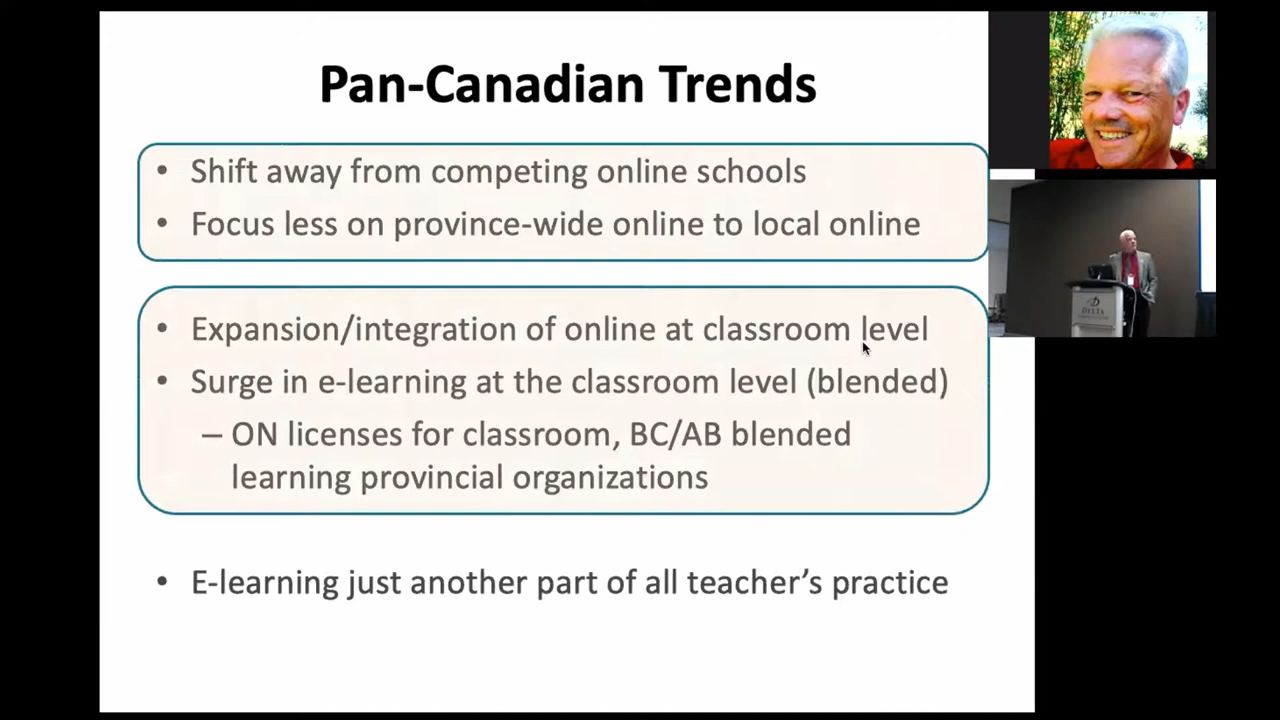 Pan-Canadian Trends
• Shift away from competing online schools
• Focus less on province-wide online to local online
• Expansion/integration of online at classroom level
• Surge in e-learning at the classroom level (blended)
– ON licenses for classroom, BC/AB blended
learning provincial organizations
• E-learning just another part of all teacher’s practice
DELTA